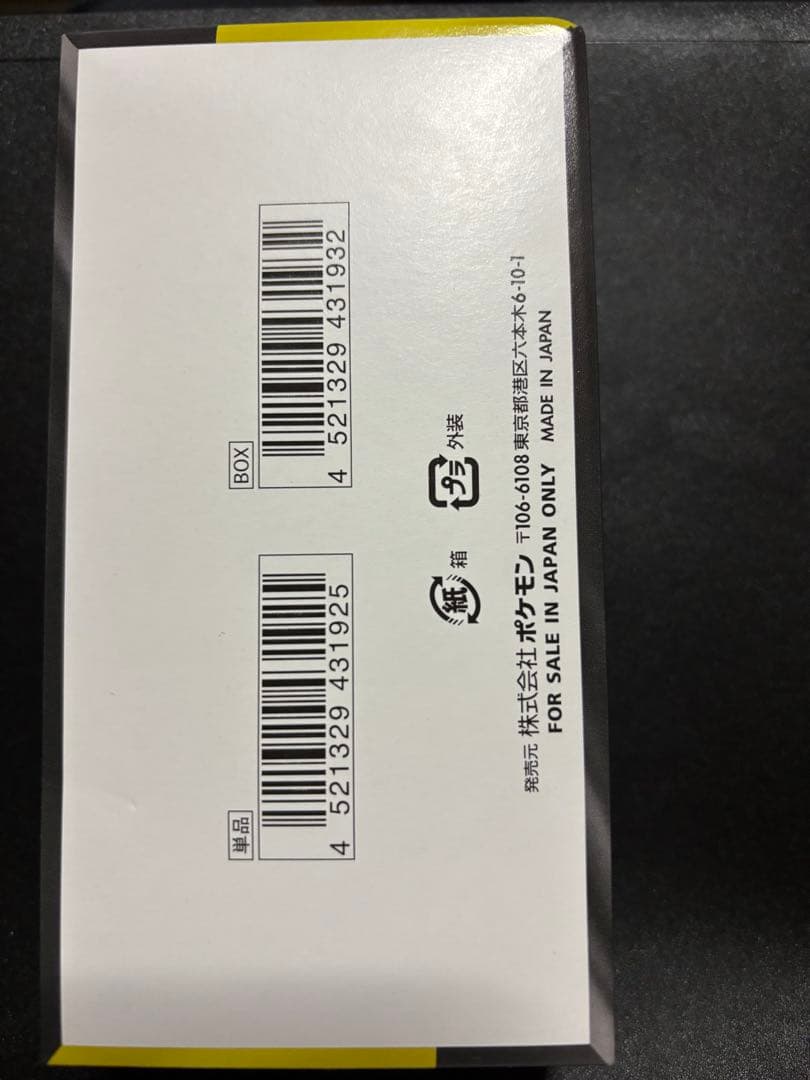 単品
4 521329 431925
BOX
4 521329 431932
紙 箱
プラ 外装
発売元 株式会社ポケモン 〒106-6108 東京都港区六本木6-10-1
FOR SALE IN JAPAN ONLY MADE IN JAPAN